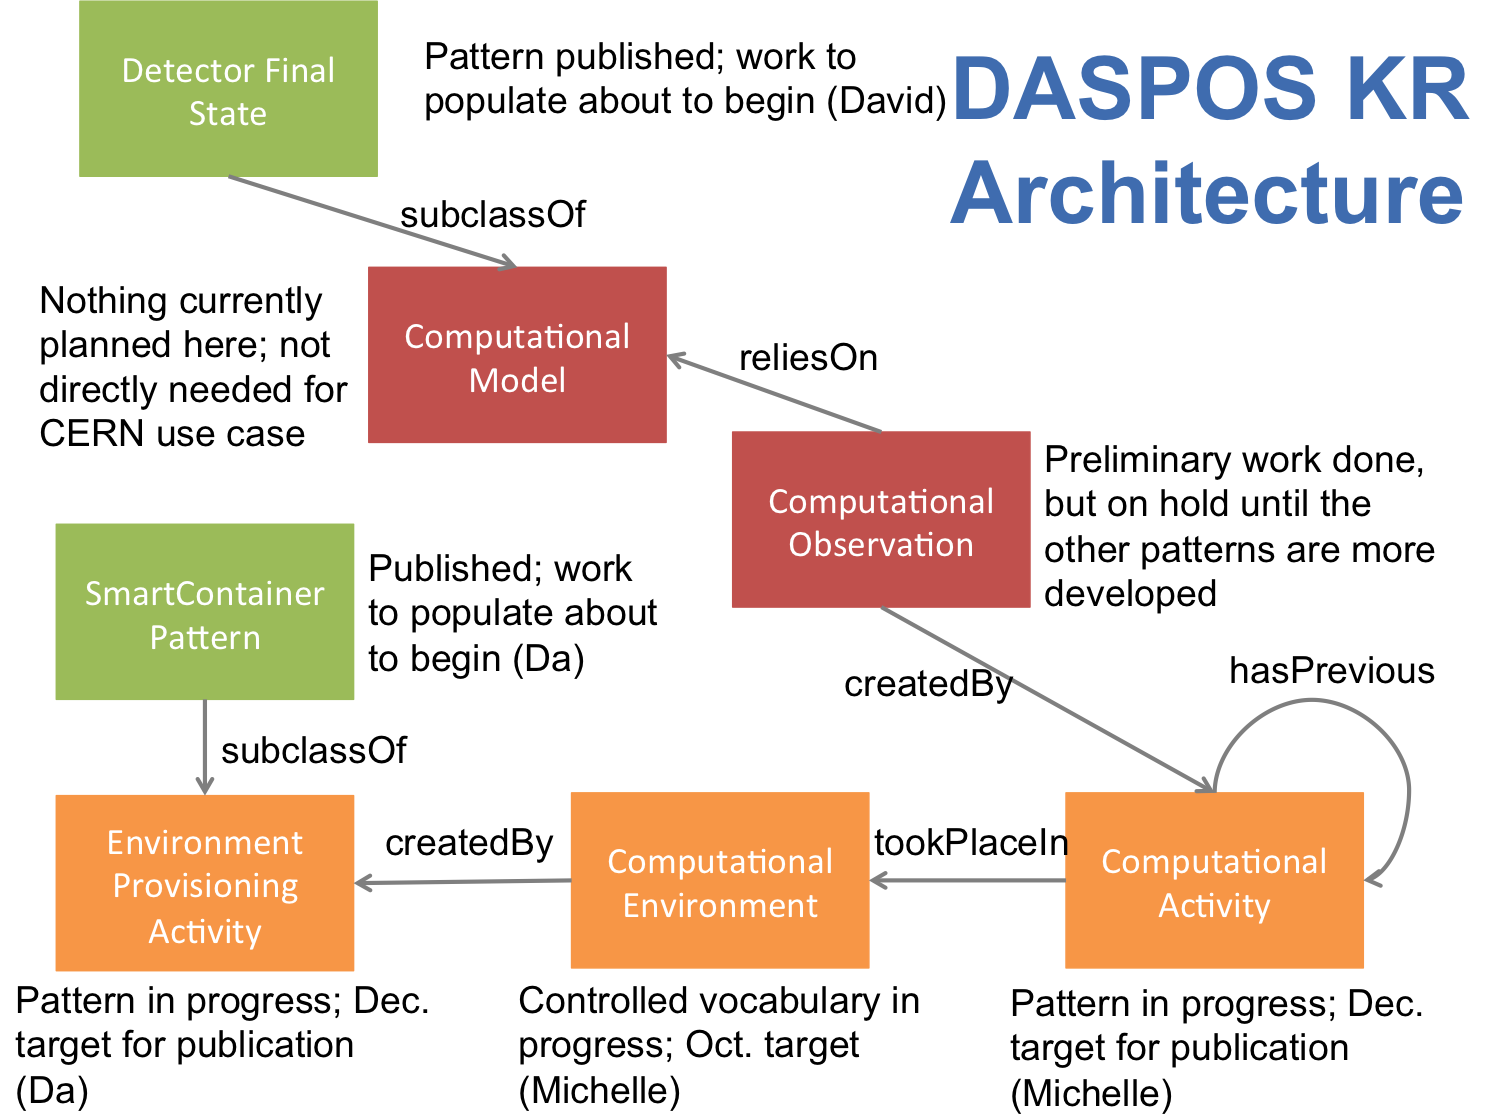 Detector Final
State
Pattern published; work to
populate about to begin (David)
DASPOS KR
Architecture
subclassOf
Nothing currently
planned here; not
directly needed for
CERN use case
Computational
Model
reliesOn
Computational
Observation
Preliminary work done,
but on hold until the
other patterns are more
developed
SmartContainer
Pattern
Published; work
to populate about
to begin (Da)
createdBy
hasPrevious
subclassOf
Environment
Provisioning
Activity
createdBy
Computational
Environment
tookPlaceIn
Computational
Activity
Pattern in progress; Dec.
target for publication
(Da)
Controlled vocabulary in
progress; Oct. target
(Michelle)
Pattern in progress; Dec.
target for publication
(Michelle)